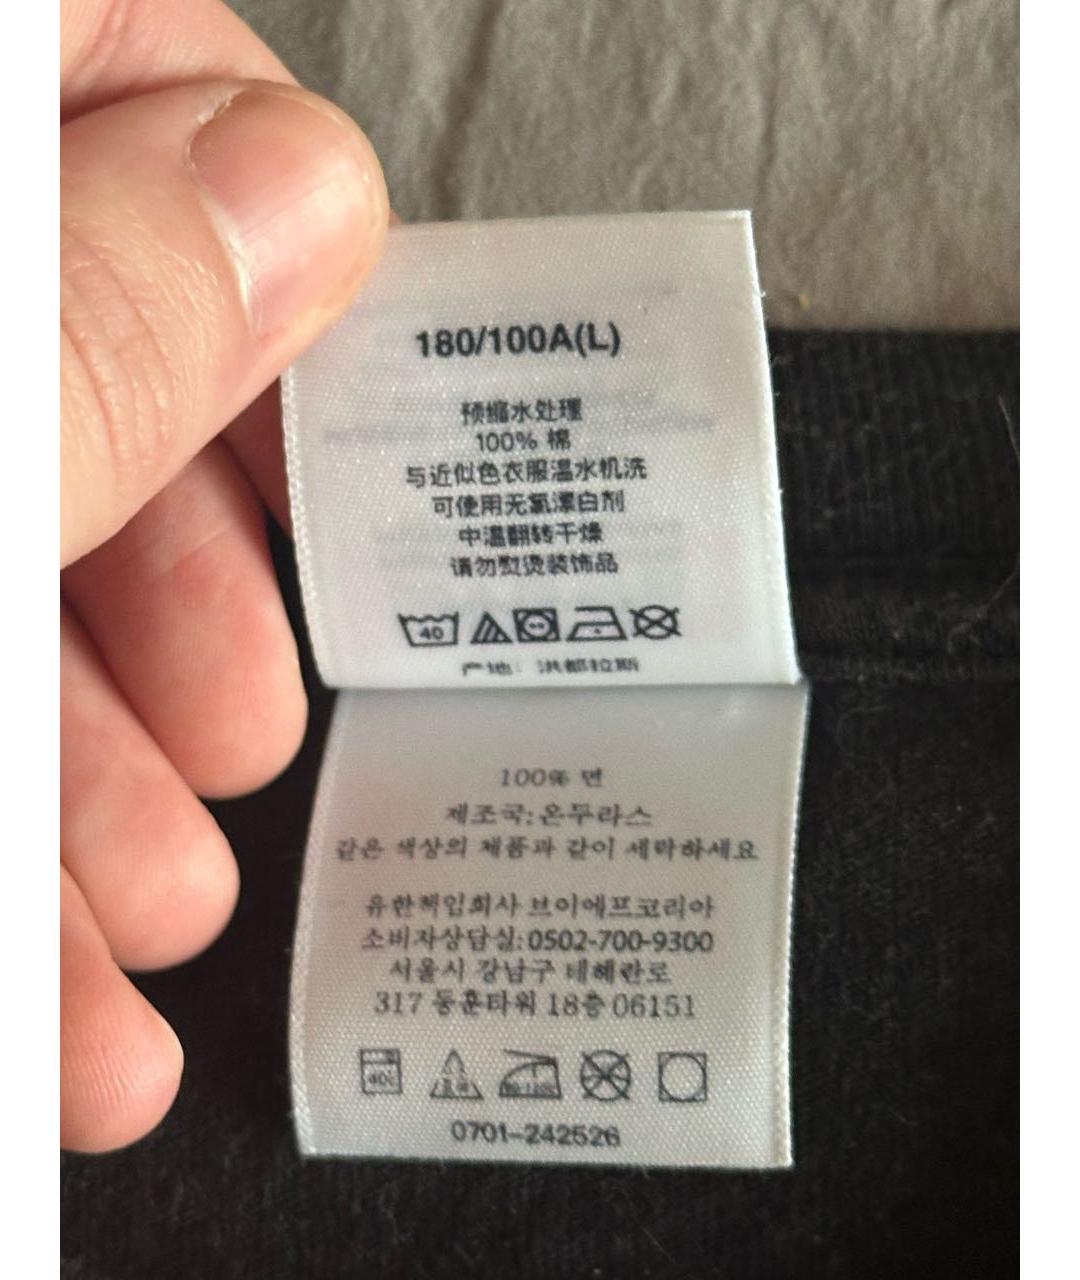 180/100A(L)
预缩水处理
100% 棉
与近似色衣服温水机洗
可使用无氯漂白剂
中温翻转干燥
请勿熨烫装饰品
40
产地: 洪都拉斯
100% 면
제조국:온두라스
같은 색상의 제품과 같이 세탁하세요
유한책임회사 브이에프코리아
소비자상담실:0502-700-9300
서울시 강남구 테헤란로
317 동훈타워 18층 06151
40
0701-242526